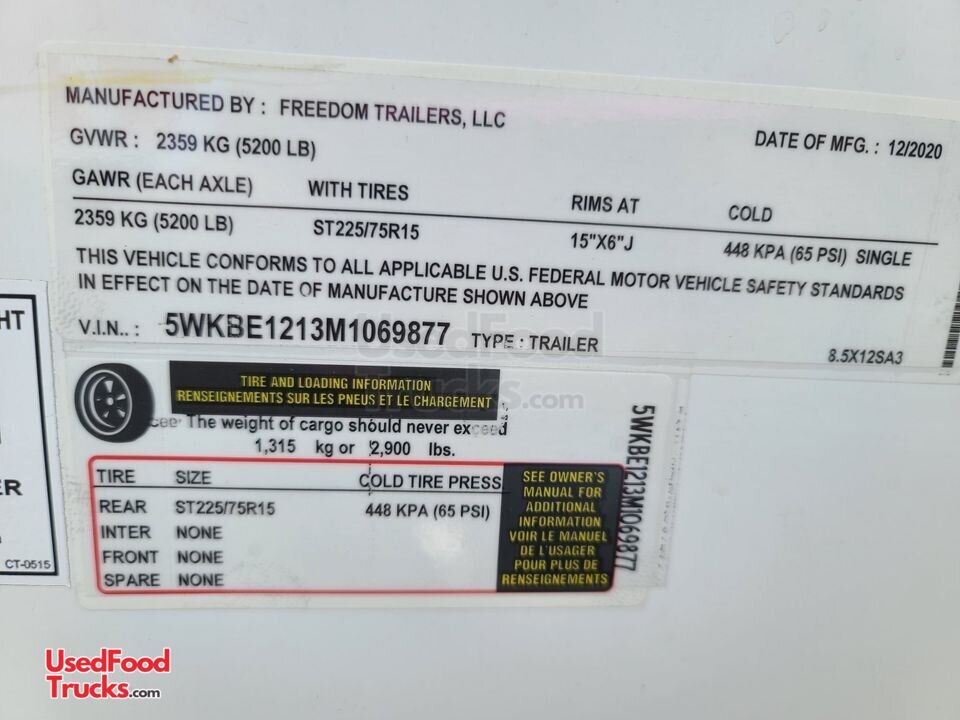 MANUFACTURED BY : FREEDOM TRAILERS, LLC
DATE OF MFG. : 12/2020
GVWR : 2359 KG (5200 LB)
GAWR (EACH AXLE) WITH TIRES RIMS AT COLD
2359 KG (5200 LB) ST225/75R15 15"X6"J 448 KPA (65 PSI) SINGLE
THIS VEHICLE CONFORMS TO ALL APPLICABLE U.S. FEDERAL MOTOR VEHICLE SAFETY STANDARDS
IN EFFECT ON THE DATE OF MANUFACTURE SHOWN ABOVE
V.I.N.. : 5WKBE1213M1069877 TYPE : TRAILER 8.5X12SA3
UsedFood
Trucks.com
TIRE AND LOADING INFORMATION
RENSEIGNEMENTS SUR LES PNEUS ET LE CHARGEMENT
The weight of cargo should never exceed
1,315 kg or 2,900 lbs.
TIRE SIZE COLD TIRE PRESS
REAR ST225/75R15 448 KPA (65 PSI)
INTER NONE
FRONT NONE
SPARE NONE
SEE OWNER'S
MANUAL FOR
ADDITIONAL
INFORMATION
VOIR LE MANUEL
DE L'USAGER
POUR PLUS DE
RENSEIGNEMENTS
5WKBE1213M1069877
CT-0515
UsedFood
Trucks.com